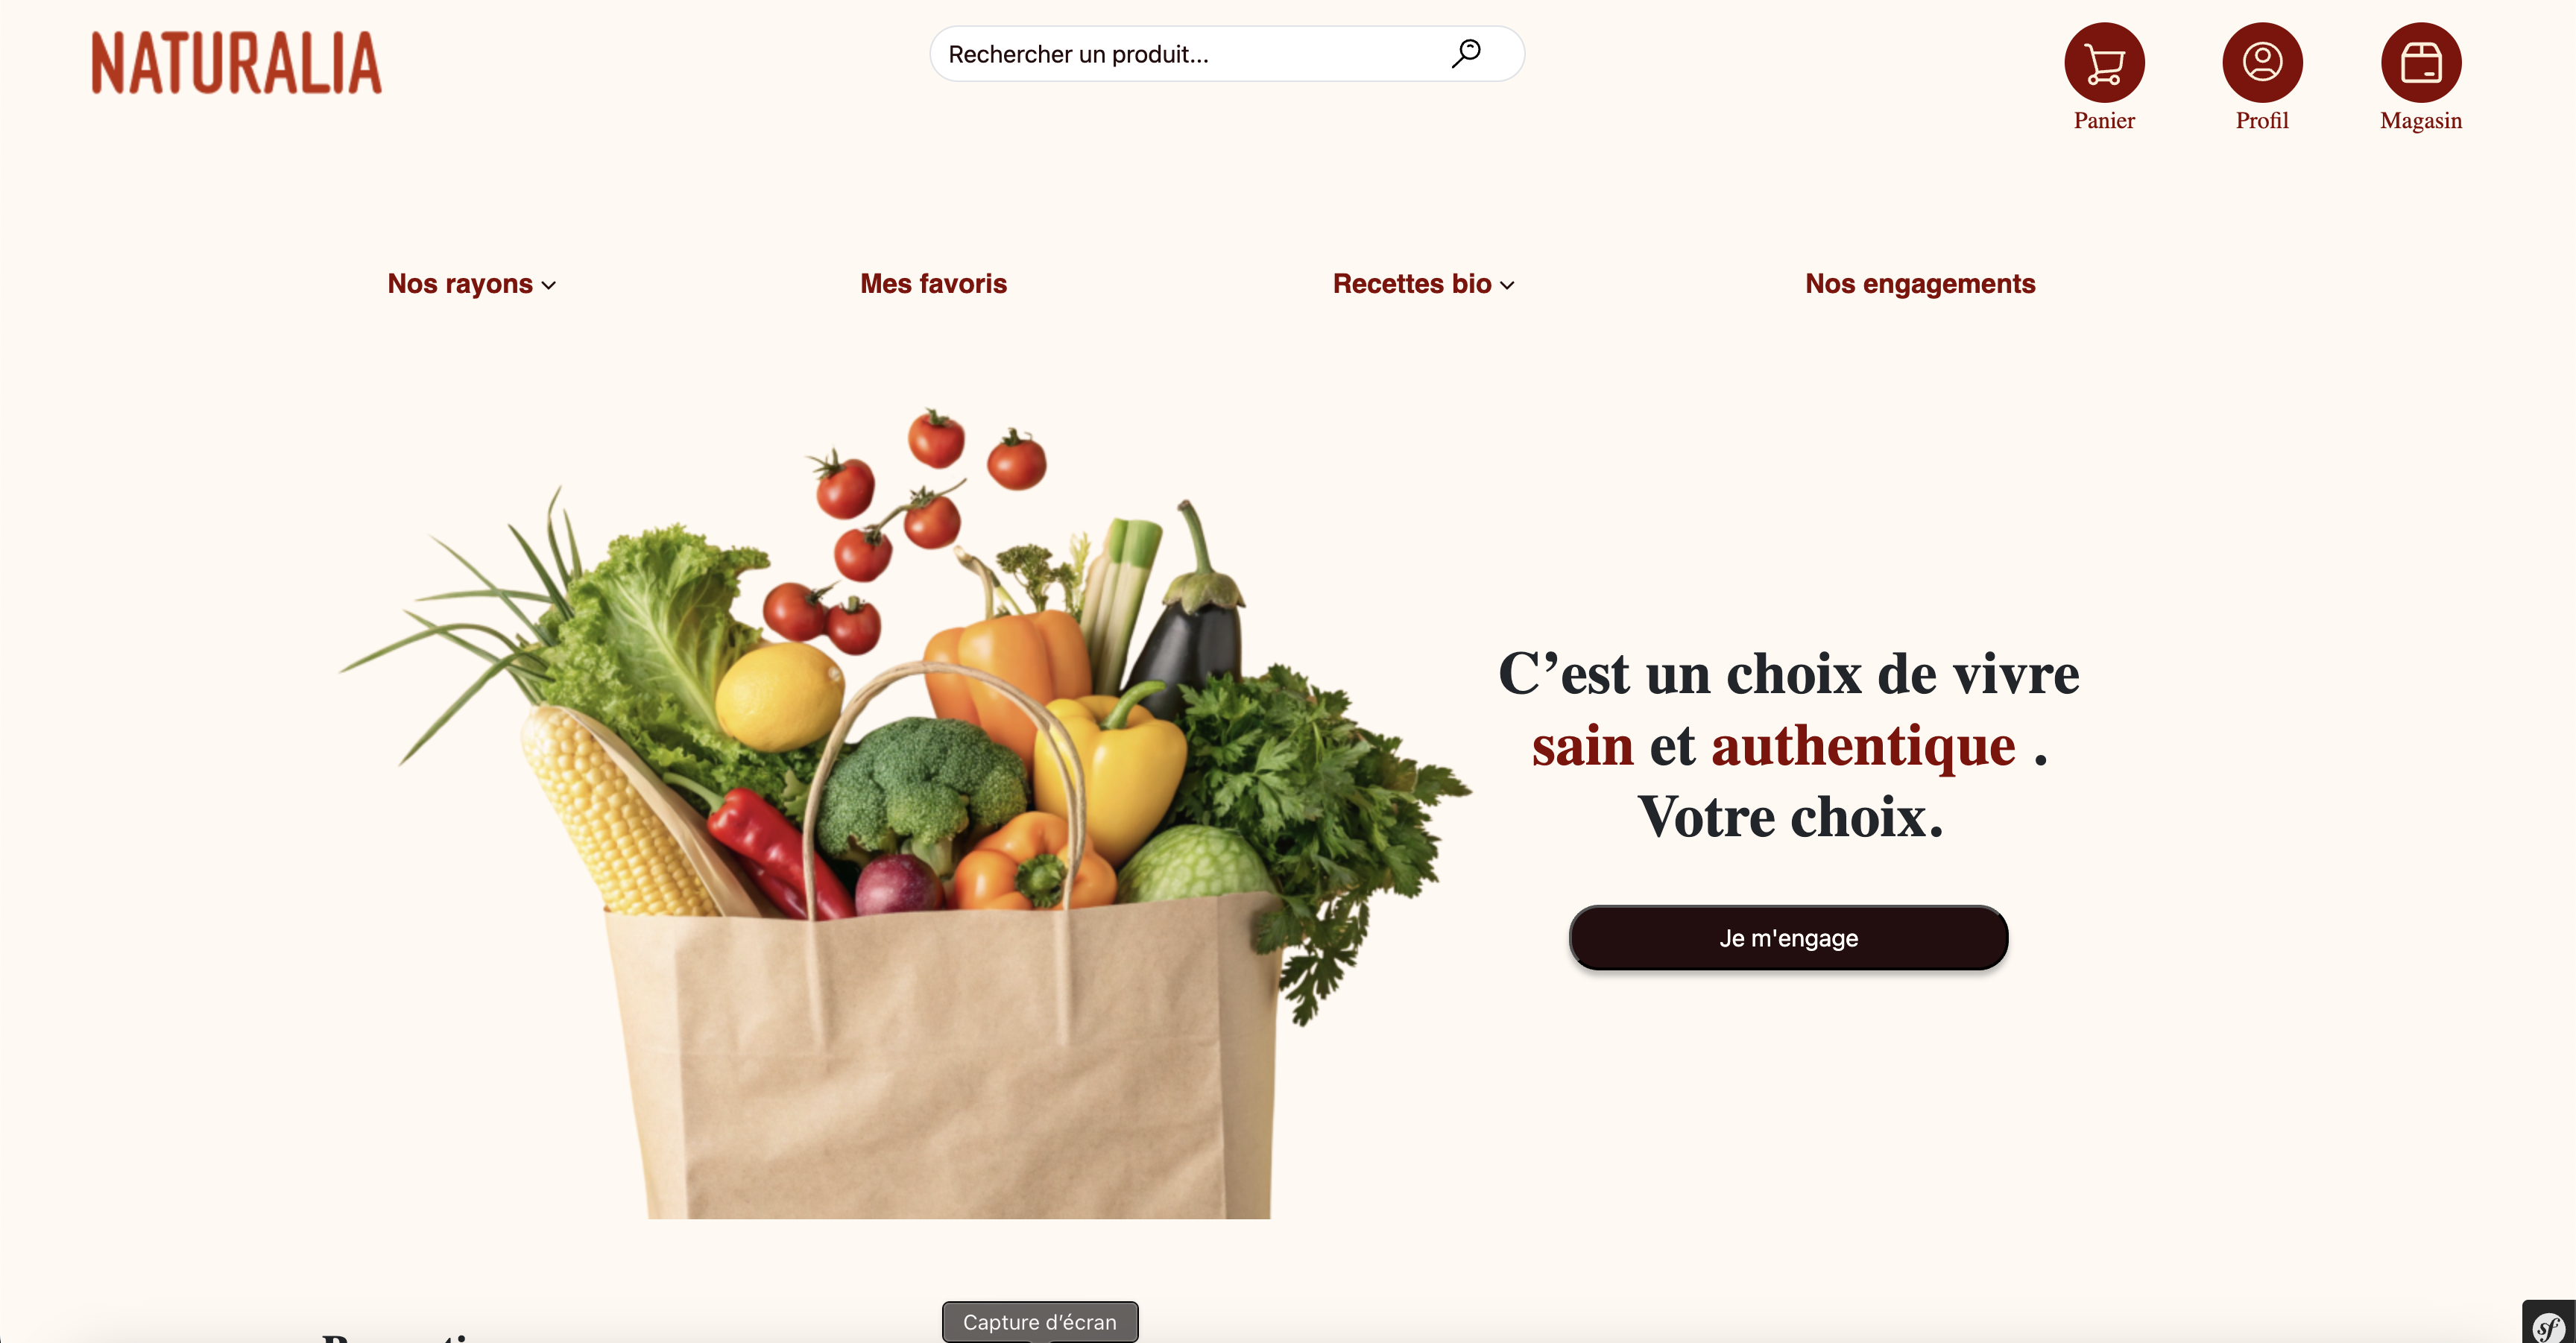 NATURALIA
Rechercher un produit...
Panier
Profil
Magasin
Nos rayons
Mes favoris
Recettes bio
Nos engagements
C’est un choix de vivre
sain et authentique .
Votre choix.
Je m'engage
Capture d’écran
sf